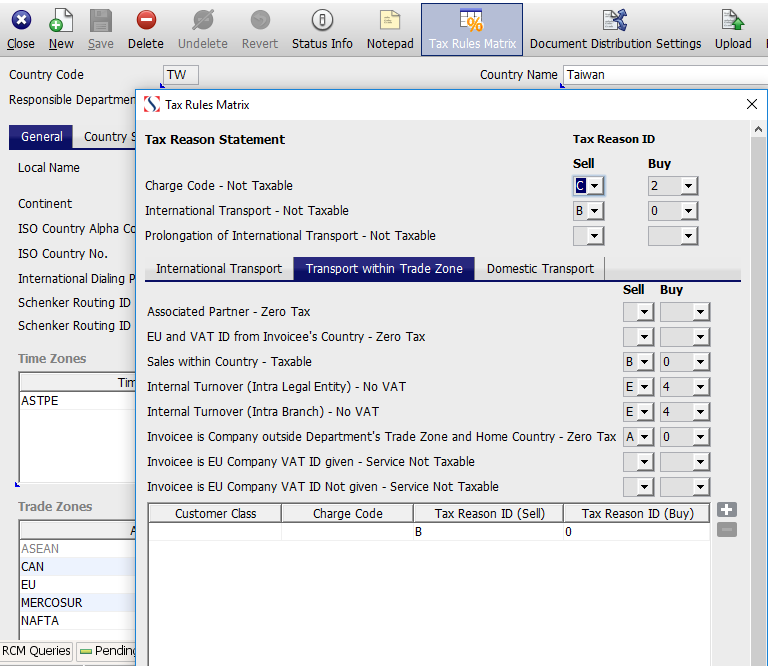 Close New Save Delete Undelete Revert Status Info Notepad Tax Rules Matrix Document Distribution Settings Upload
Country Code TW Country Name Taiwan
Responsible Departmen
Tax Rules Matrix
General Country S
Tax Reason Statement Tax Reason ID
Sell Buy
Local Name
Charge Code - Not Taxable C 2
Continent
International Transport - Not Taxable B 0
ISO Country Alpha Co
Prolongation of International Transport - Not Taxable
ISO Country No.
International Transport Transport within Trade Zone Domestic Transport
International Dialing P
Sell Buy
Schenker Routing ID
Associated Partner - Zero Tax
Schenker Routing ID
EU and VAT ID from Invoicee's Country - Zero Tax
Time Zones
Sales within Country - Taxable B 0
Tim
Internal Turnover (Intra Legal Entity) - No VAT E 4
ASTPE
Internal Turnover (Intra Branch) - No VAT E 4
Invoicee is Company outside Department's Trade Zone and Home Country - Zero Tax A 0
Invoicee is EU Company VAT ID given - Service Not Taxable
Invoicee is EU Company VAT ID Not given - Service Not Taxable
Trade Zones
Customer Class Charge Code Tax Reason ID (Sell) Tax Reason ID (Buy)
A
B 0
ASEAN
CAN
EU
MERCOSUR
NAFTA
RCM Queries Pending